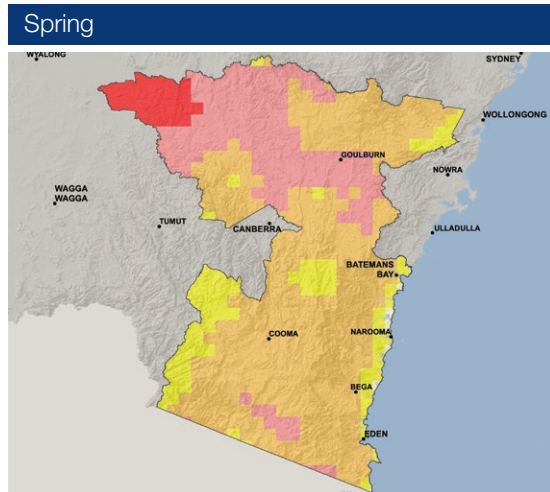 Spring
WYALONG
SYDNEY
WOLLONGONG
GOULBURN
NOWRA
WAGGA
WAGGA
TUMUT
CANBERRA
ULLADULLA
BATEMANS
BAY
COOMA
NAROOMA
BEGA
EDEN